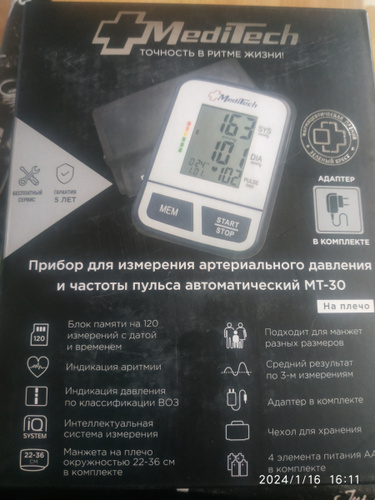 MediTech
ТОЧНОСТЬ В РИТМЕ ЖИЗНИ!
MediTech
163
SYS
101
DIA
102
PULSE
MEM
START
STOP
БЕСПЛАТНЫЙ
СЕРВИС
ГАРАНТИЯ
5 ЛЕТ
АДАПТЕР
В КОМПЛЕКТЕ
Прибор для измерения артериального давления
и частоты пульса автоматический МТ-30
На плечо
120
Блок памяти на 120
измерений с датой
и временем
Индикация аритмии
Индикация давления
по классификации ВОЗ
iQ
SYSTEM
Интеллектуальная
система измерения
22-36
СМ
Манжета на плечо
окружностью 22-36 см
в комплекте
Подходит для манжет
разных размеров
Средний результат
по 3-м измерениям
Адаптер в комплекте
Чехол для хранения
4 элемента питания АА
в комплекте
2024/1/16 16:11